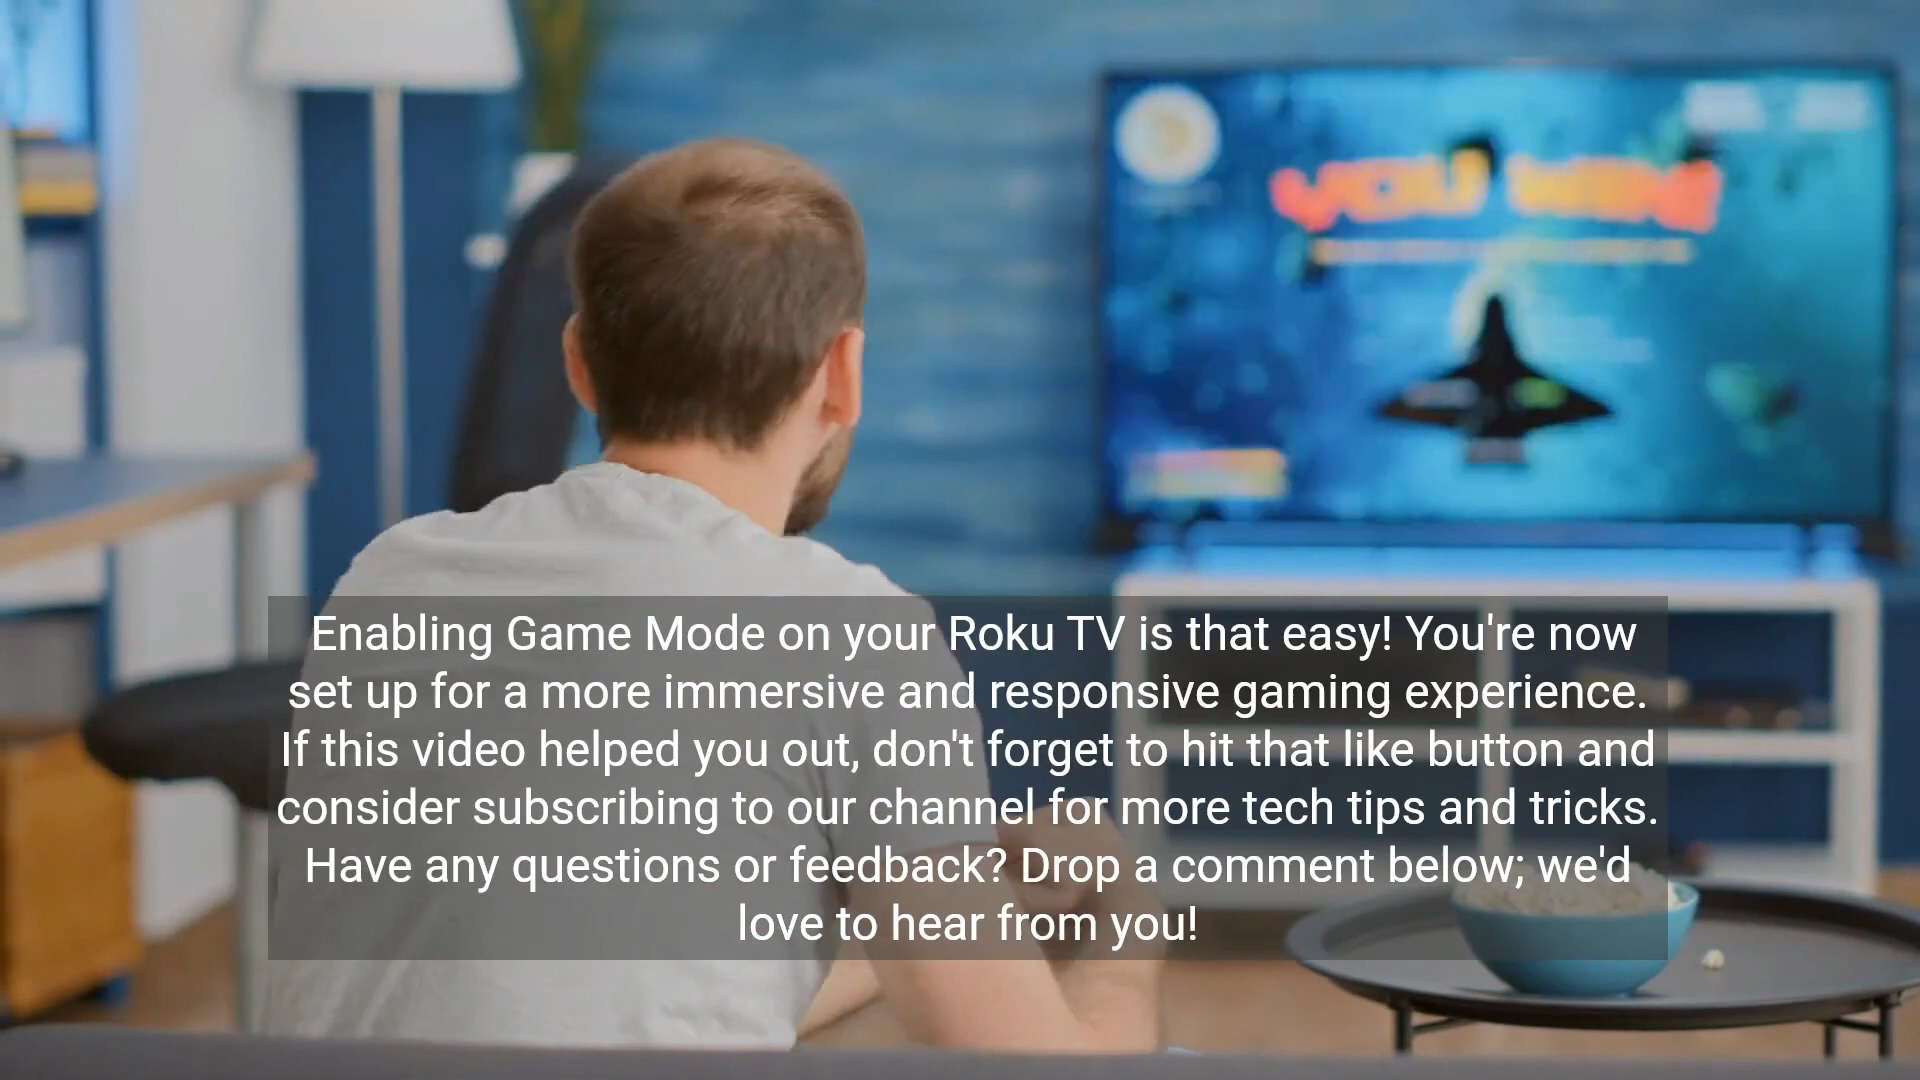 YOU WIN!
Enabling Game Mode on your Roku TV is that easy! You're now
set up for a more immersive and responsive gaming experience.
If this video helped you out, don't forget to hit that like button and
consider subscribing to our channel for more tech tips and tricks.
Have any questions or feedback? Drop a comment below; we'd
love to hear from you!